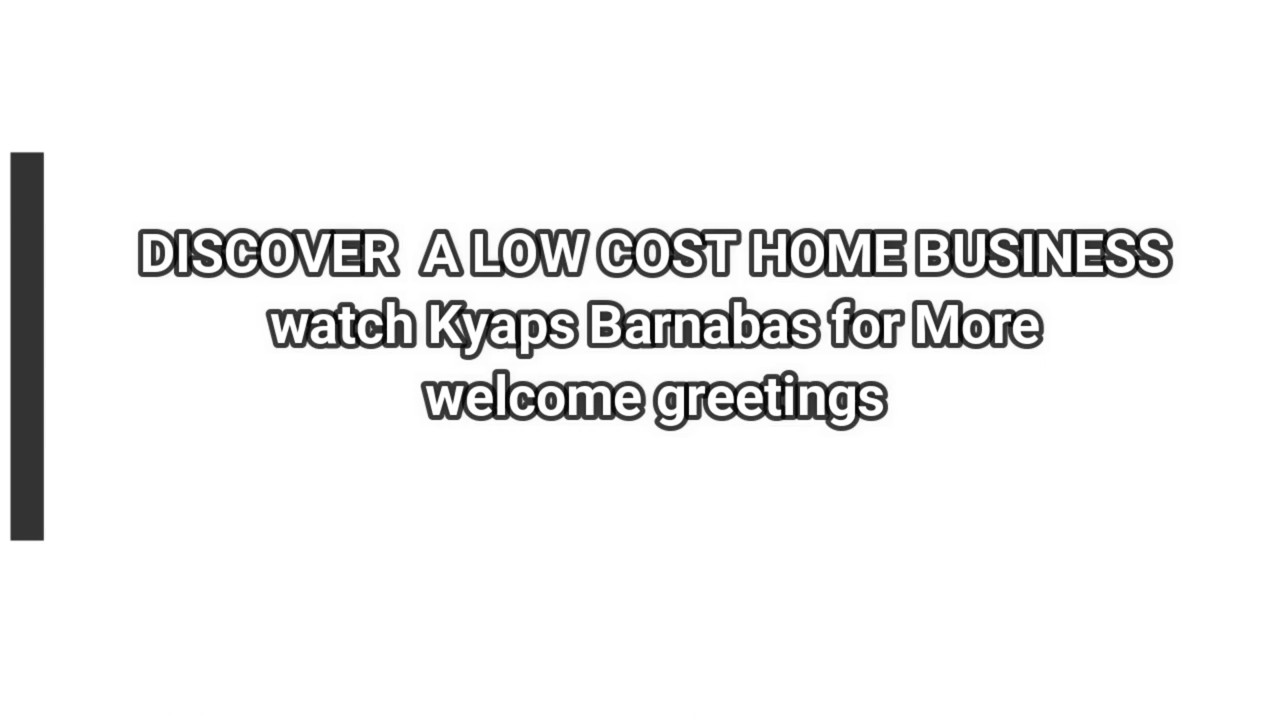 DISCOVER A LOW COST HOME BUSINESS
watch Kyaps Barnabas for More
welcome greetings